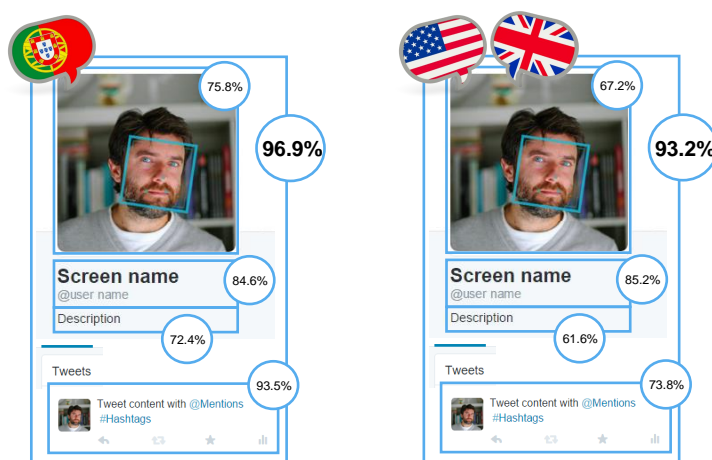 75.8%
96.9%
Screen name
@user name
84.6%
Description
72.4%
Tweets
93.5%
Tweet content with @Mentions
#Hashtags
67.2%
93.2%
Screen name
@user name
85.2%
Description
61.6%
Tweets
73.8%
Tweet content with @Mentions
#Hashtags